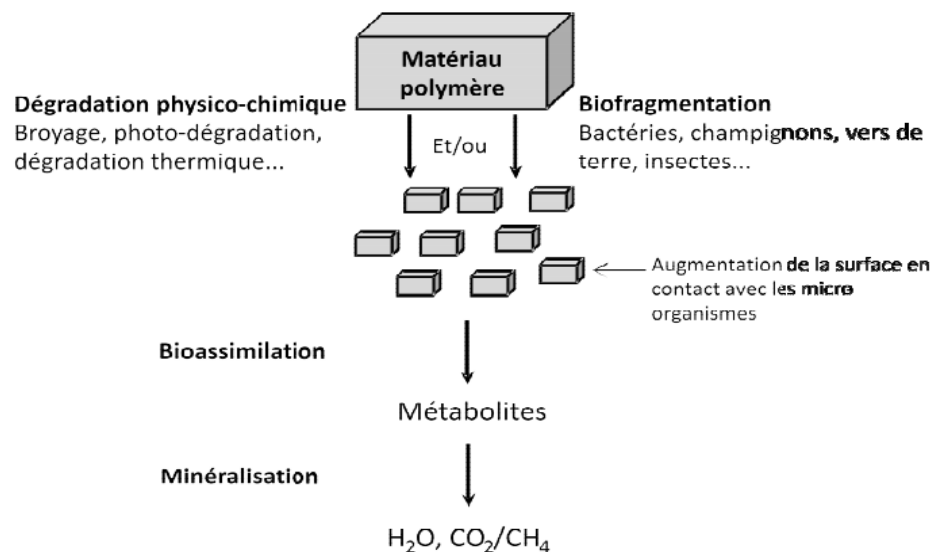 Matériau
polymère
Dégradation physico-chimique
Broyage, photo-dégradation,
dégradation thermique...
Et/ou
Biofragmentation
Bactéries, champignons, vers de
terre, insectes...
Augmentation de la surface en
contact avec les micro
organismes
Bioassimilation
Métabolites
Minéralisation
H₂O, CO₂/CH₄